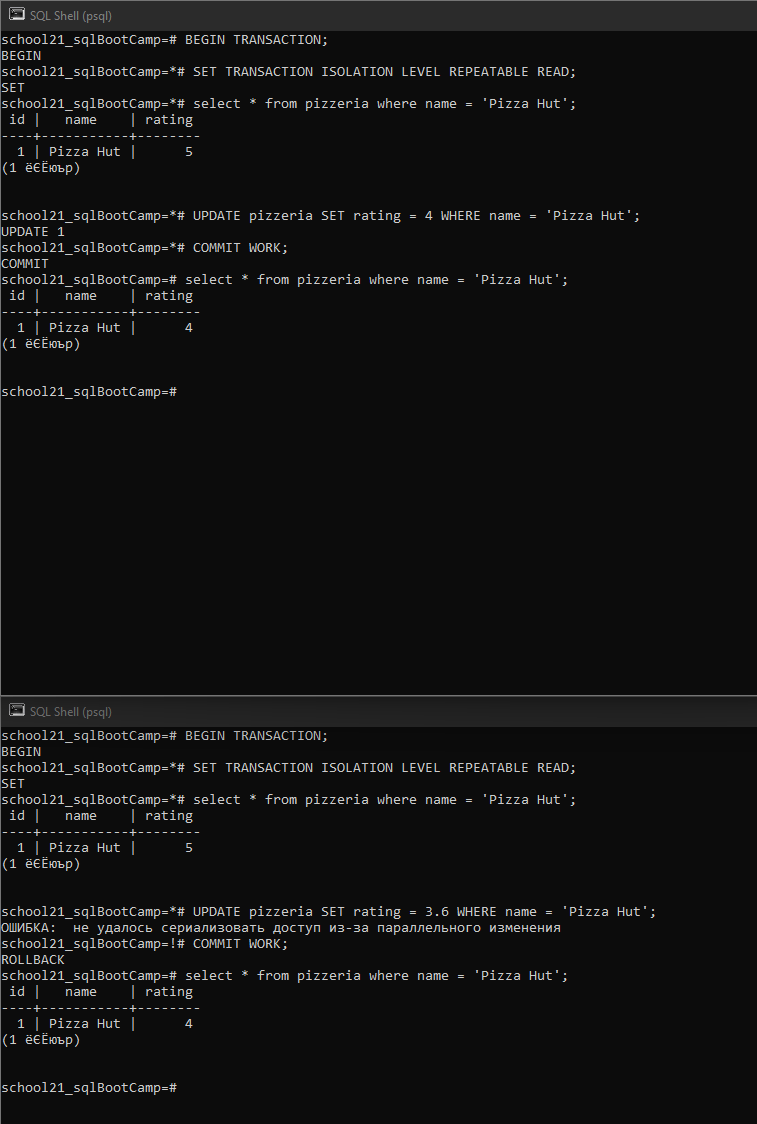 SQL Shell (psql)
school21_sqlBootCamp=# BEGIN TRANSACTION;
BEGIN
school21_sqlBootCamp=*# SET TRANSACTION ISOLATION LEVEL REPEATABLE READ;
SET
school21_sqlBootCamp=*# select * from pizzeria where name = 'Pizza Hut';
 id |   name    | rating
----+-----------+--------
  1 | Pizza Hut |      5
(1 ёЄЁюър)
school21_sqlBootCamp=*# UPDATE pizzeria SET rating = 4 WHERE name = 'Pizza Hut';
UPDATE 1
school21_sqlBootCamp=*# COMMIT WORK;
COMMIT
school21_sqlBootCamp=# select * from pizzeria where name = 'Pizza Hut';
 id |   name    | rating
----+-----------+--------
  1 | Pizza Hut |      4
(1 ёЄЁюър)
school21_sqlBootCamp=#
SQL Shell (psql)
school21_sqlBootCamp=# BEGIN TRANSACTION;
BEGIN
school21_sqlBootCamp=*# SET TRANSACTION ISOLATION LEVEL REPEATABLE READ;
SET
school21_sqlBootCamp=*# select * from pizzeria where name = 'Pizza Hut';
 id |   name    | rating
----+-----------+--------
  1 | Pizza Hut |      5
(1 ёЄЁюър)
school21_sqlBootCamp=*# UPDATE pizzeria SET rating = 3.6 WHERE name = 'Pizza Hut';
ОШИБКА:  не удалось сериализовать доступ из-за параллельного изменения
school21_sqlBootCamp=!# COMMIT WORK;
ROLLBACK
school21_sqlBootCamp=# select * from pizzeria where name = 'Pizza Hut';
 id |   name    | rating
----+-----------+--------
  1 | Pizza Hut |      4
(1 ёЄЁюър)
school21_sqlBootCamp=#